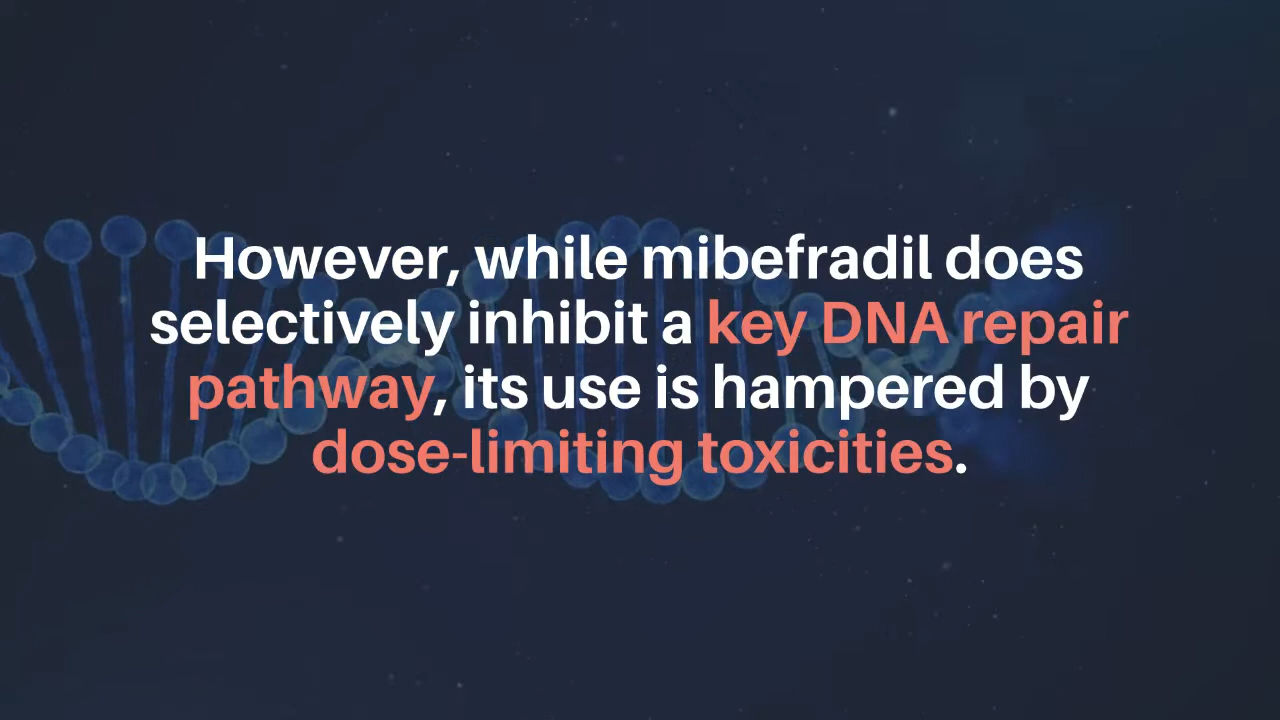 However, while mibefradil does
selectively inhibit a key DNA repair
pathway, its use is hampered by
dose-limiting toxicities.